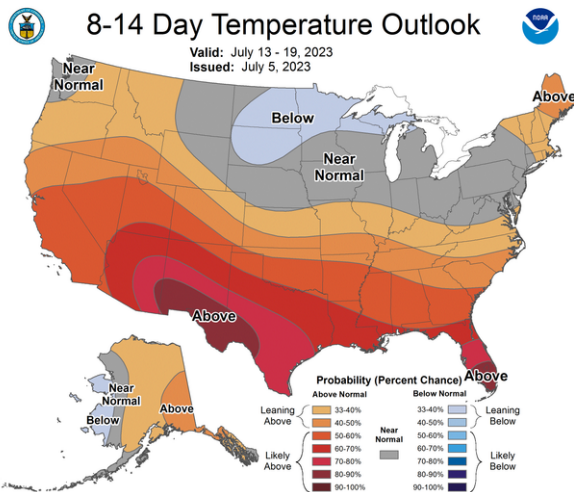 8-14 Day Temperature Outlook
NOAA
Valid: July 13 - 19, 2023
Issued: July 5, 2023
Near
Normal
Above
Below
Near
Normal
Above
Above
Near
Normal
Below
Above
Probability (Percent Chance)
Above Normal
Below Normal
Leaning
Above
33-40%
40-50%
Likely
Above
50-60%
60-70%
70-80%
80-90%
90-100%
Near
Normal
33-40%
40-50%
Leaning
Below
50-60%
60-70%
70-80%
80-90%
90-100%
Likely
Below